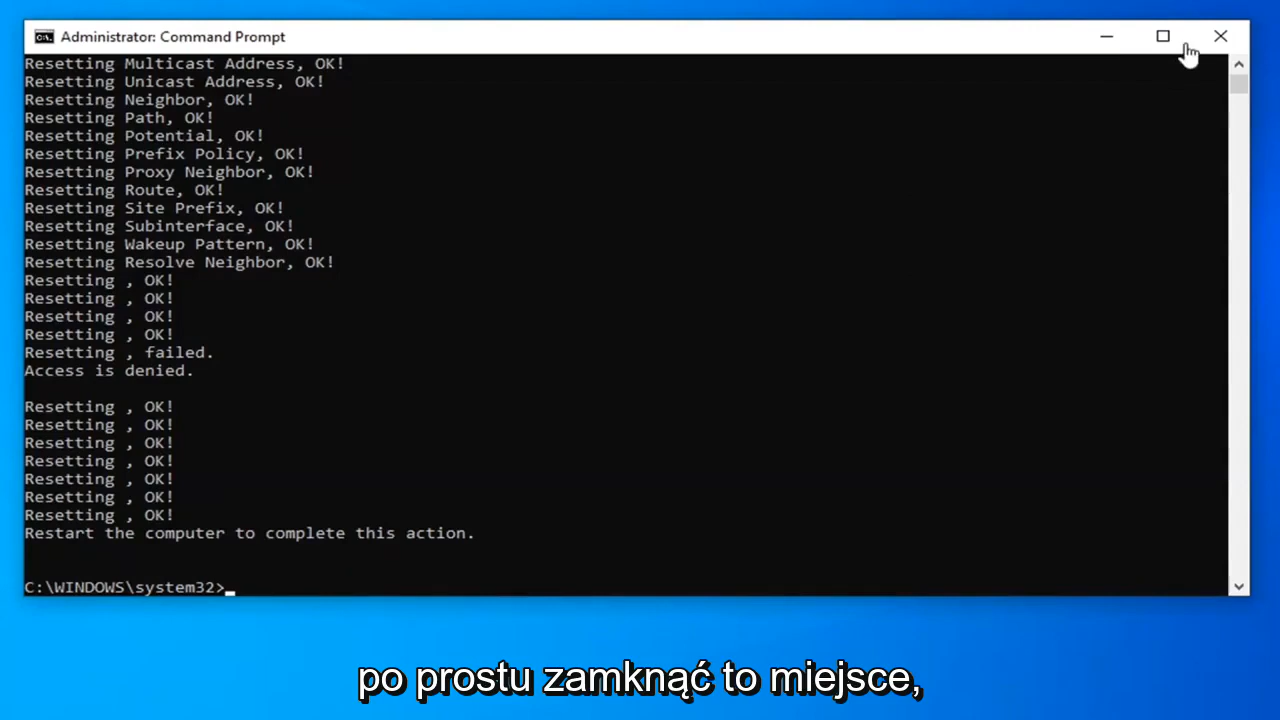 Administrator: Command Prompt
Resetting Multicast Address, OK!
Resetting Unicast Address, OK!
Resetting Neighbor, OK!
Resetting Path, OK!
Resetting Potential, OK!
Resetting Prefix Policy, OK!
Resetting Proxy Neighbor, OK!
Resetting Route, OK!
Resetting Site Prefix, OK!
Resetting Subinterface, OK!
Resetting Wakeup Pattern, OK!
Resetting Resolve Neighbor, OK!
Resetting , OK!
Resetting , OK!
Resetting , OK!
Resetting , OK!
Resetting , failed.
Access is denied.
Resetting , OK!
Resetting , OK!
Resetting , OK!
Resetting , OK!
Resetting , OK!
Resetting , OK!
Resetting , OK!
Restart the computer to complete this action.
C:\WINDOWS\system32>
po prostu zamknąć to miejsce,